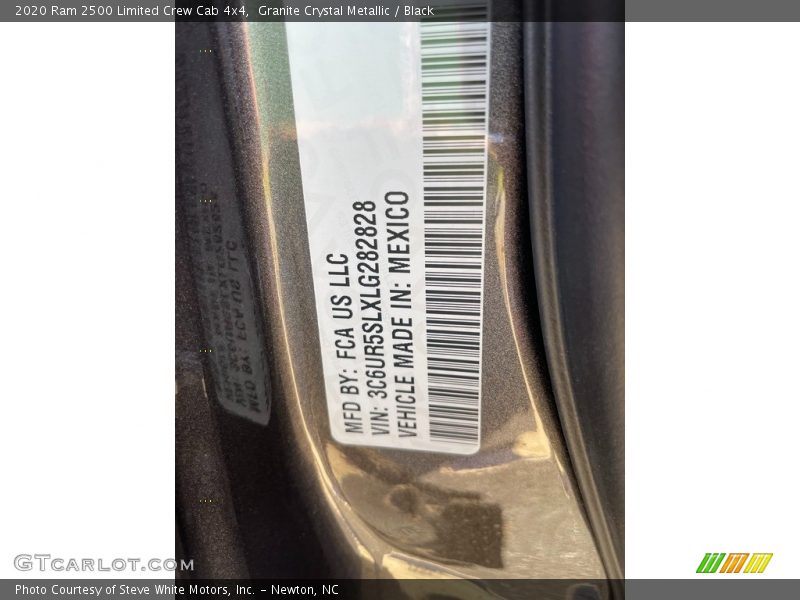 2020 Ram 2500 Limited Crew Cab 4x4,  Granite Crystal Metallic / Black
MFD BY: FCA US LLC
VIN: 3C6UR5SLXLG282828
VEHICLE MADE IN: MEXICO
GTcarlot.com
Photo Courtesy of Steve White Motors, Inc. – Newton, NC